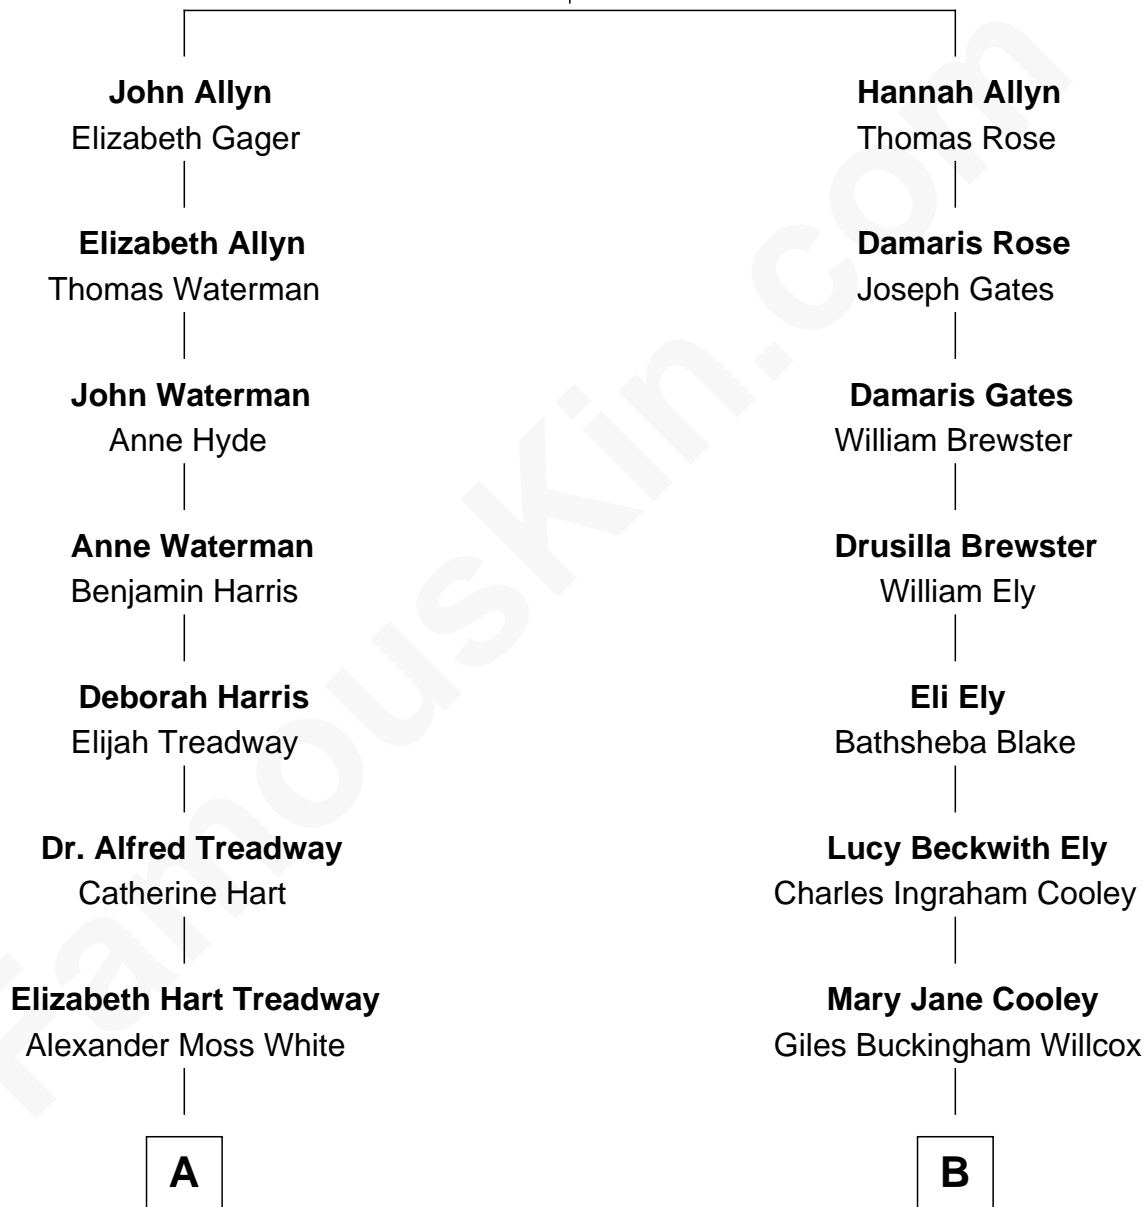 John Allyn
Elizabeth Gager
Elizabeth Allyn
Thomas Waterman
John Waterman
Anne Hyde
Anne Waterman
Benjamin Harris
Deborah Harris
Elijah Treadway
Dr. Alfred Treadway
Catherine Hart
Elizabeth Hart Treadway
Alexander Moss White
A
Hannah Allyn
Thomas Rose
Damaris Rose
Joseph Gates
Damaris Gates
William Brewster
Drusilla Brewster
William Ely
Eli Ely
Bathsheba Blake
Lucy Beckwith Ely
Charles Ingraham Cooley
Mary Jane Cooley
Giles Buckingham Willcox
B
FamousKin.com